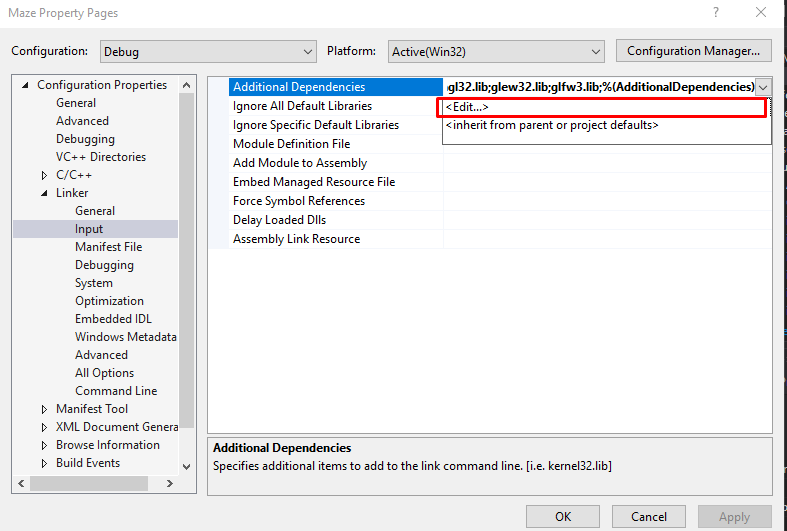 Maze Property Pages
Configuration: Debug Platform: Active(Win32) Configuration Manager...
Configuration Properties
General
Advanced
Debugging
VC++ Directories
C/C++
Linker
General
Input
Manifest File
Debugging
System
Optimization
Embedded IDL
Windows Metadata
Advanced
All Options
Command Line
Manifest Tool
XML Document Genera
Browse Information
Build Events
Additional Dependencies gl32.lib;glew32.lib;glfw3.lib;%(AdditionalDependencies)
Ignore All Default Libraries <Edit...>
Ignore Specific Default Libraries <inherit from parent or project defaults>
Module Definition File
Add Module to Assembly
Embed Managed Resource File
Force Symbol References
Delay Loaded Dlls
Assembly Link Resource
Additional Dependencies
Specifies additional items to add to the link command line. [i.e. kernel32.lib]
OK Cancel Apply